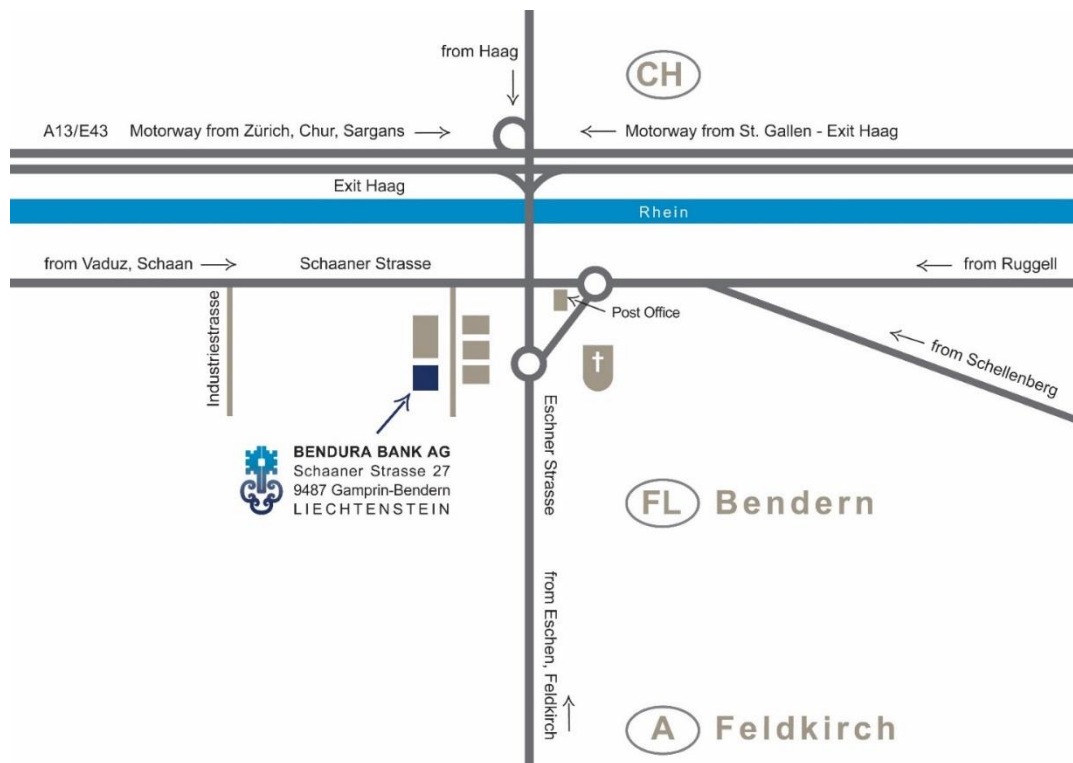 from Haag
CH
A13/E43 Motorway from Zürich, Chur, Sargans
Motorway from St. Gallen - Exit Haag
Exit Haag
Rhein
from Vaduz, Schaan
Schaaner Strasse
from Ruggell
Industriestrasse
Post Office
from Schellenberg
Eschner Strasse
BENDURA BANK AG
Schaaner Strasse 27
9487 Gamprin-Bendern
LIECHTENSTEIN
FL Bendern
from Eschen, Feldkirch
A Feldkirch